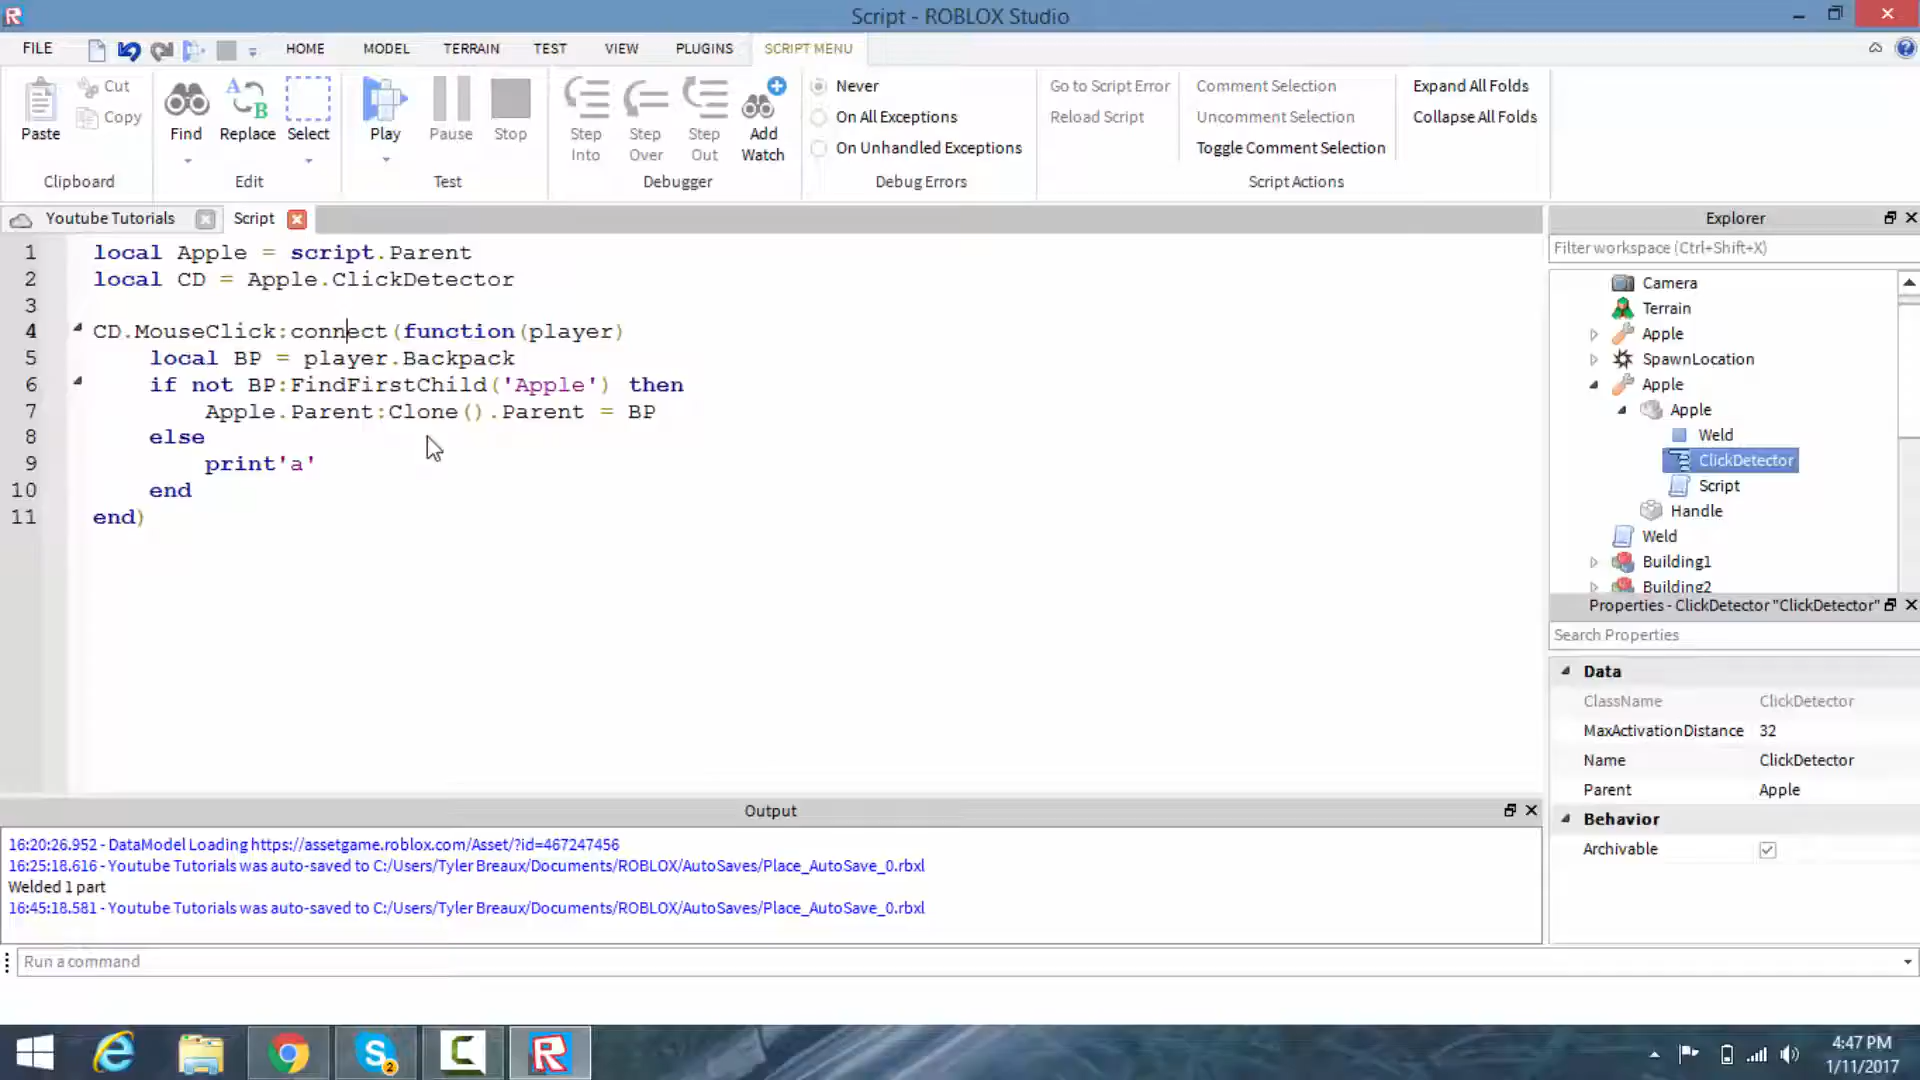 Script - ROBLOX Studio
FILE HOME MODEL TERRAIN TEST VIEW PLUGINS SCRIPT MENU
Paste Cut Copy Find Replace Select Play Pause Stop Step Into Step Over Step Out Add Watch
Never Go to Script Error Comment Selection Expand All Folds
On All Exceptions Reload Script Uncomment Selection Collapse All Folds
On Unhandled Exceptions Toggle Comment Selection
Clipboard Edit Test Debugger Debug Errors Script Actions
Youtube Tutorials Script
1 local Apple = script.Parent
2 local CD = Apple.ClickDetector
3
4 CD.MouseClick:connect(function(player)
5 local BP = player.Backpack
6 if not BP:FindFirstChild('Apple') then
7 Apple.Parent:Clone().Parent = BP
8 else
9 print'a'
10 end
11 end)
Explorer
Filter workspace (Ctrl+Shift+X)
Camera
Terrain
Apple
SpawnLocation
Apple
Apple
Weld
ClickDetector
Script
Handle
Weld
Building1
Building2
Properties - ClickDetector "ClickDetector"
Search Properties
Data
ClassName ClickDetector
MaxActivationDistance 32
Name ClickDetector
Parent Apple
Behavior
Archivable
Output
16:20:26.952 - DataModel Loading https://assetgame.roblox.com/Asset/?id=467247456
16:25:18.616 - Youtube Tutorials was auto-saved to C:/Users/Tyler Breaux/Documents/ROBLOX/AutoSaves/Place_AutoSave_0.rbxl
Welded 1 part
16:45:18.581 - Youtube Tutorials was auto-saved to C:/Users/Tyler Breaux/Documents/ROBLOX/AutoSaves/Place_AutoSave_0.rbxl
Run a command
4:47 PM
1/11/2017